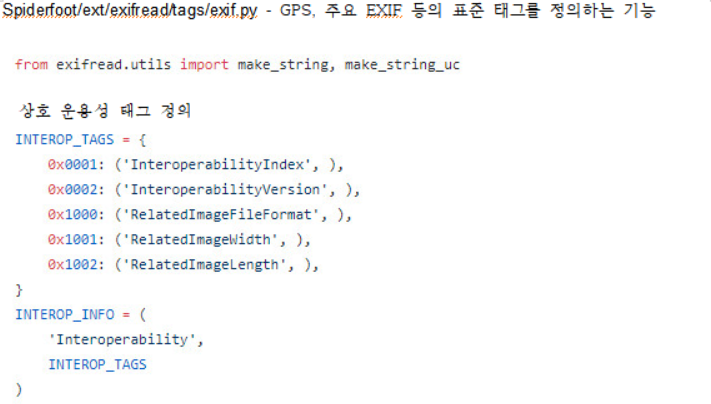 Spiderfoot/ext/exifread/tags/exif.py - GPS, 주요 EXIF 등의 표준 태그를 정의하는 기능
from exifread.utils import make_string, make_string_uc
상호 운용성 태그 정의
INTEROP_TAGS = {
0x0001: ('InteroperabilityIndex', ),
0x0002: ('InteroperabilityVersion', ),
0x1000: ('RelatedImageFileFormat', ),
0x1001: ('RelatedImageWidth', ),
0x1002: ('RelatedImageLength', ),
}
INTEROP_INFO = (
'Interoperability',
INTEROP_TAGS
)